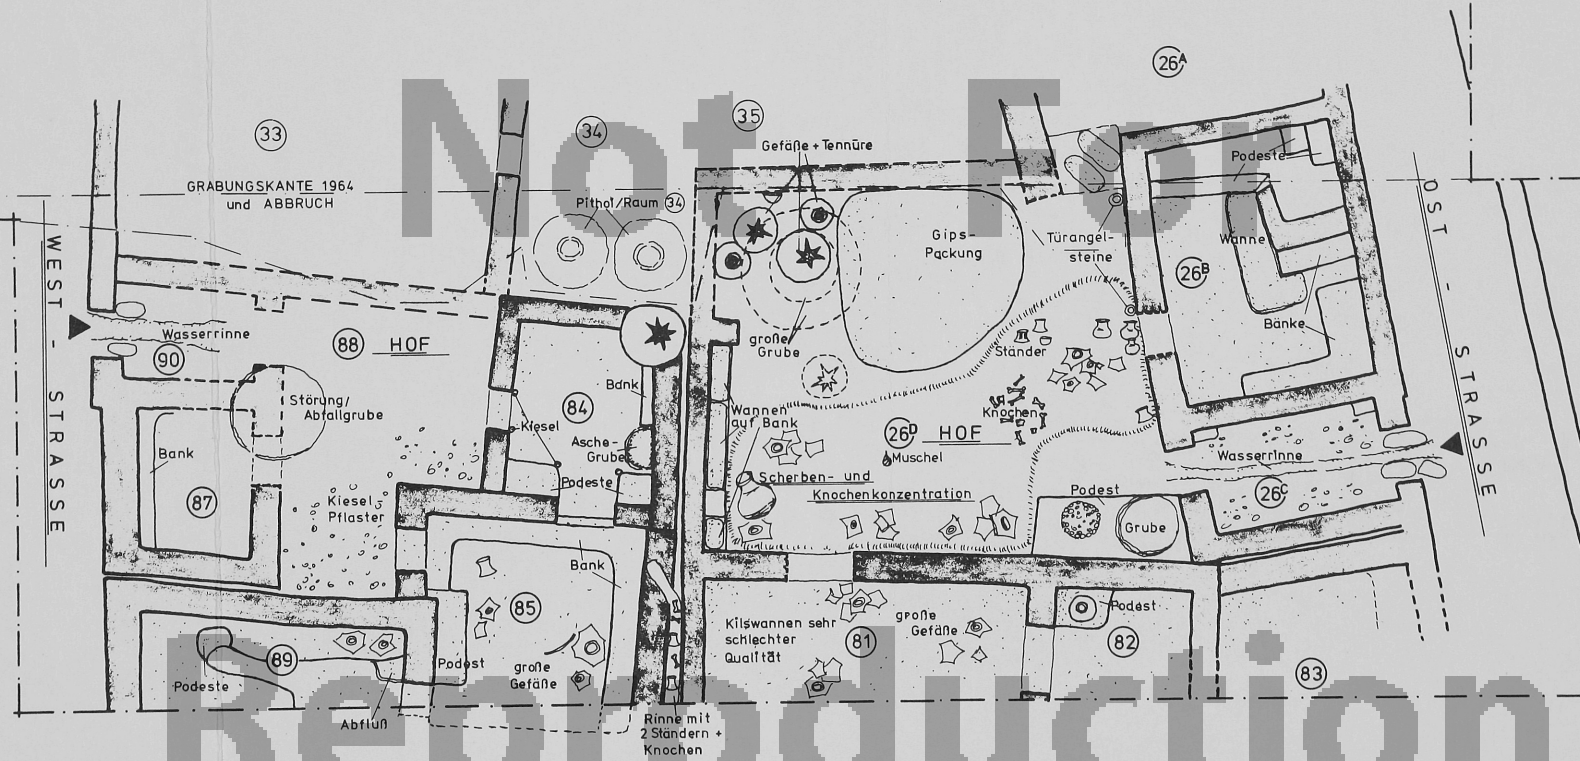 Not For
Reproduction
26A
33
34
35
Gefäße + Tennüre
GRABUNGSKANTE 1964
und ABBRUCH
Pithoi/Raum 34
Podeste
Gips-
Packung
Türangel-
steine
Wanne
26B
WEST - STRASSE
OST - STRASSE
Wasserrinne
90
88 HOF
große
Grube
Ständer
Bänke
Störung/
Abfallgrube
Bank
84
Kiesel
Asche-
Grube
Wannen
auf Bank
Knochen
26D HOF
Muschel
Bank
87
Podeste
Scherben- und
Knochenkonzentration
Wasserrinne
26C
Kiesel
Pflaster
Podest
Grube
Bank
85
Kilswannen sehr
schlechter
Qualität
81
große
Gefäße
Podest
82
89
Podeste
Podest
große
Gefäße
83
Abfluß
Rinne mit
2 Ständern +
Knochen